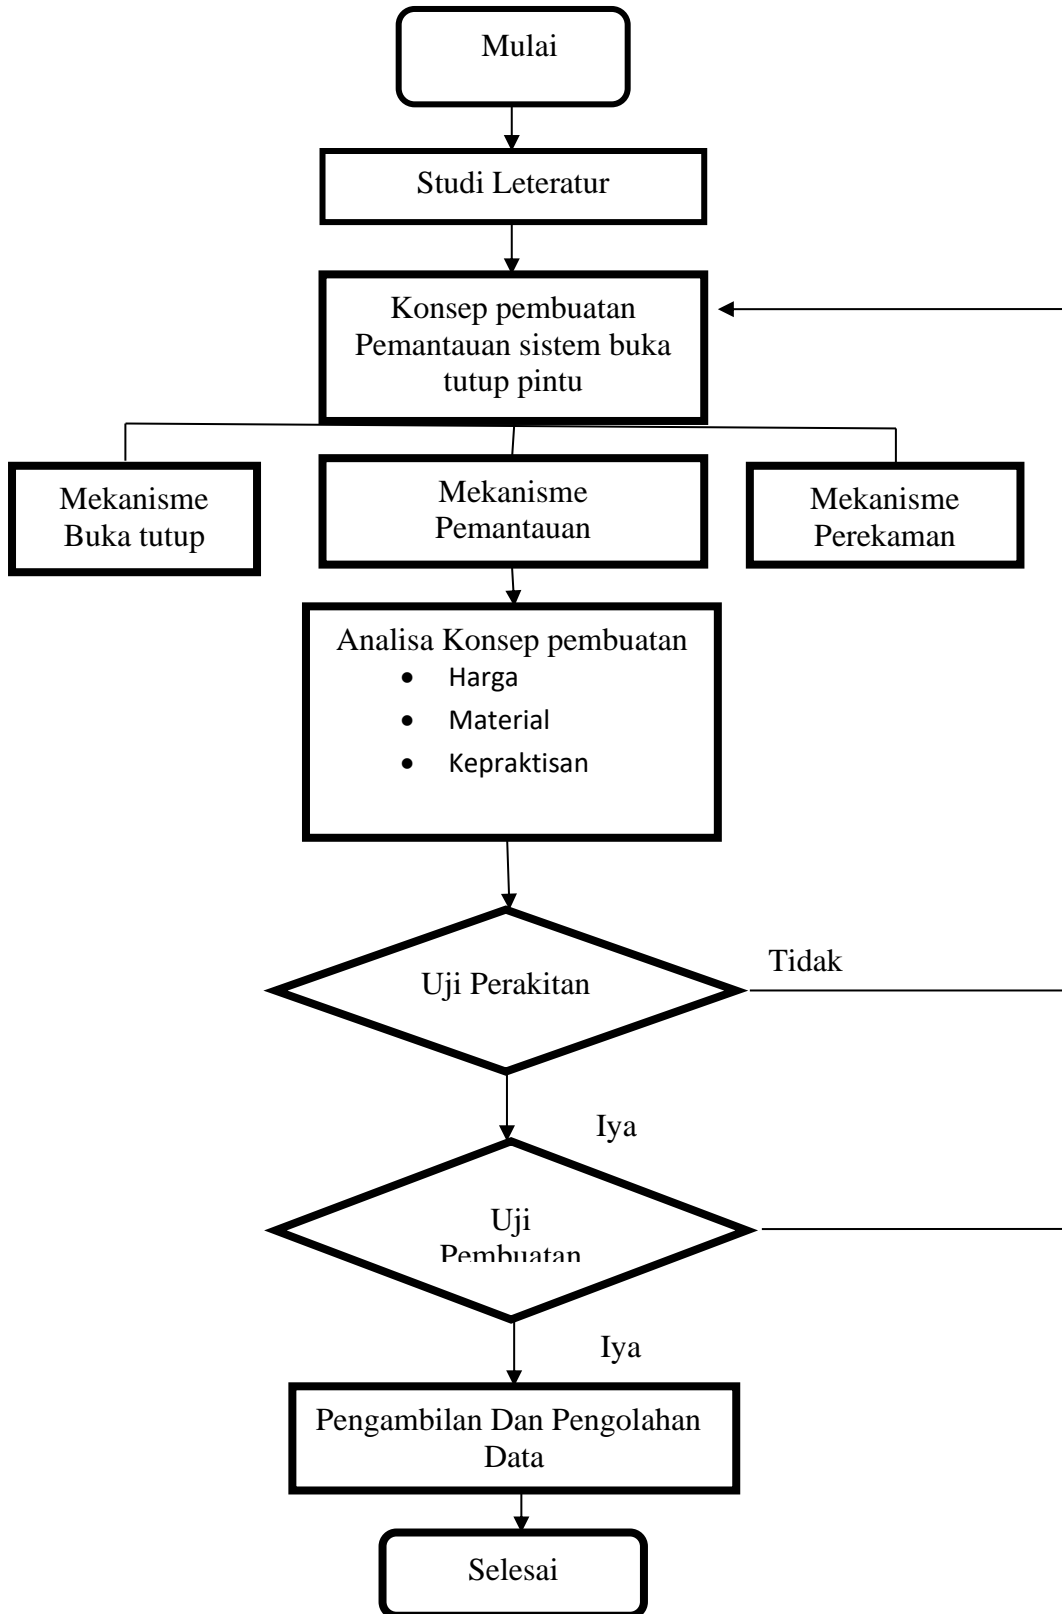 Mulai
Studi Leteratur
Konsep pembuatan
Pemantauan sistem buka
tutup pintu
Mekanisme
Buka tutup
Mekanisme
Pemantauan
Mekanisme
Perekaman
Analisa Konsep pembuatan
• Harga
• Material
• Kepraktisan
Uji Perakitan
Tidak
Iya
Uji
Pembuatan
Iya
Pengambilan Dan Pengolahan
Data
Selesai